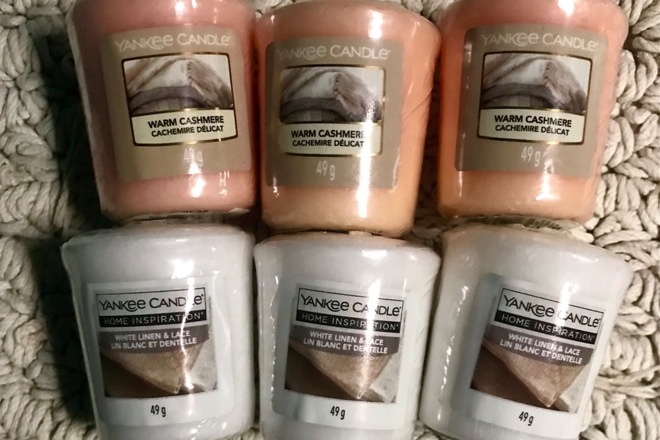 YANKEE CANDLE
WARM CASHMERE
CACHEMIRE DÉLICAT
49 g
YANKEE CANDLE
WARM CASHMERE
CACHEMIRE DÉLICAT
49 g
YANKEE CANDLE
WARM CASHMERE
CACHEMIRE DÉLICAT
49 g
YANKEE CANDLE
HOME INSPIRATION®
WHITE LINEN & LACE
LIN BLANC ET DENTELLE
49 g
YANKEE CANDLE
HOME INSPIRATION®
WHITE LINEN & LACE
LIN BLANC ET DENTELLE
49 g
YANKEE CANDLE
HOME INSPIRATION®
WHITE LINEN & LACE
LIN BLANC ET DENTELLE
49 g